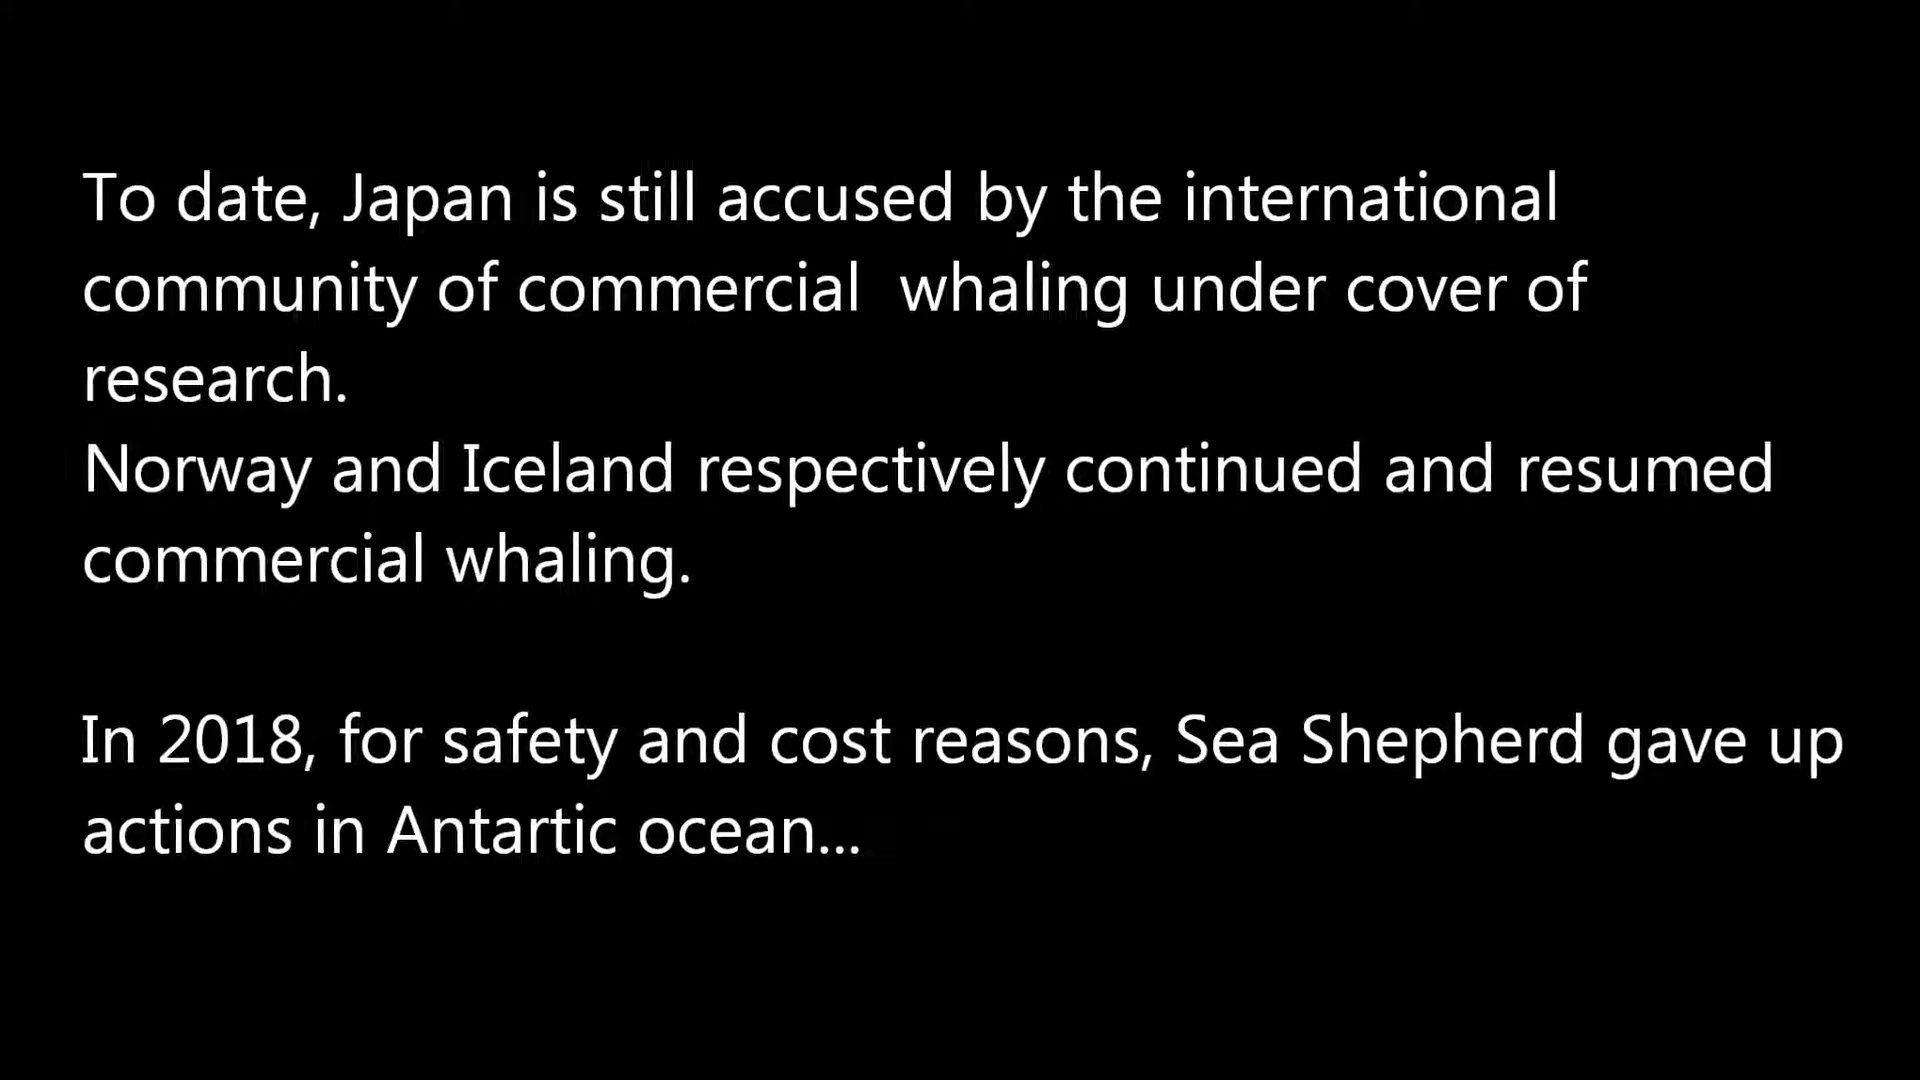 To date, Japan is still accused by the international
community of commercial  whaling under cover of
research.
Norway and Iceland respectively continued and resumed
commercial whaling.
In 2018, for safety and cost reasons, Sea Shepherd gave up
actions in Antartic ocean...